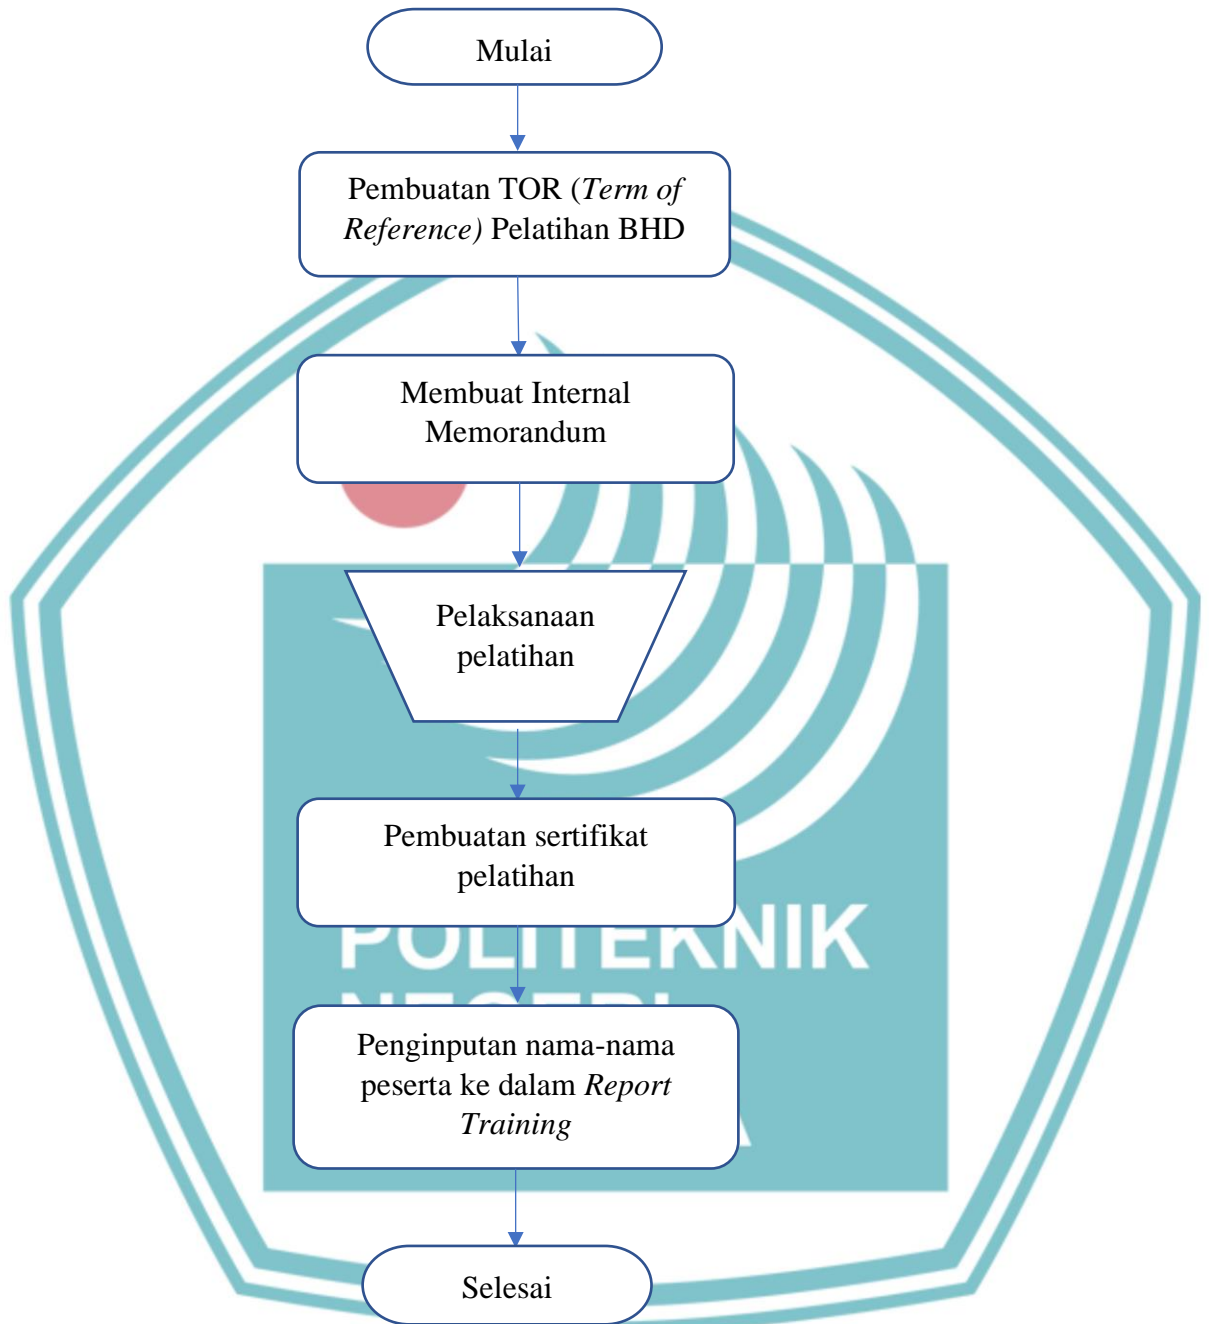 Mulai
Pembuatan TOR (Term of
Reference) Pelatihan BHD
Membuat Internal
Memorandum
Pelaksanaan
pelatihan
Pembuatan sertifikat
pelatihan
POLITEKNIK
NEGERI
Penginputan nama-nama
peserta ke dalam Report
Training
Selesai